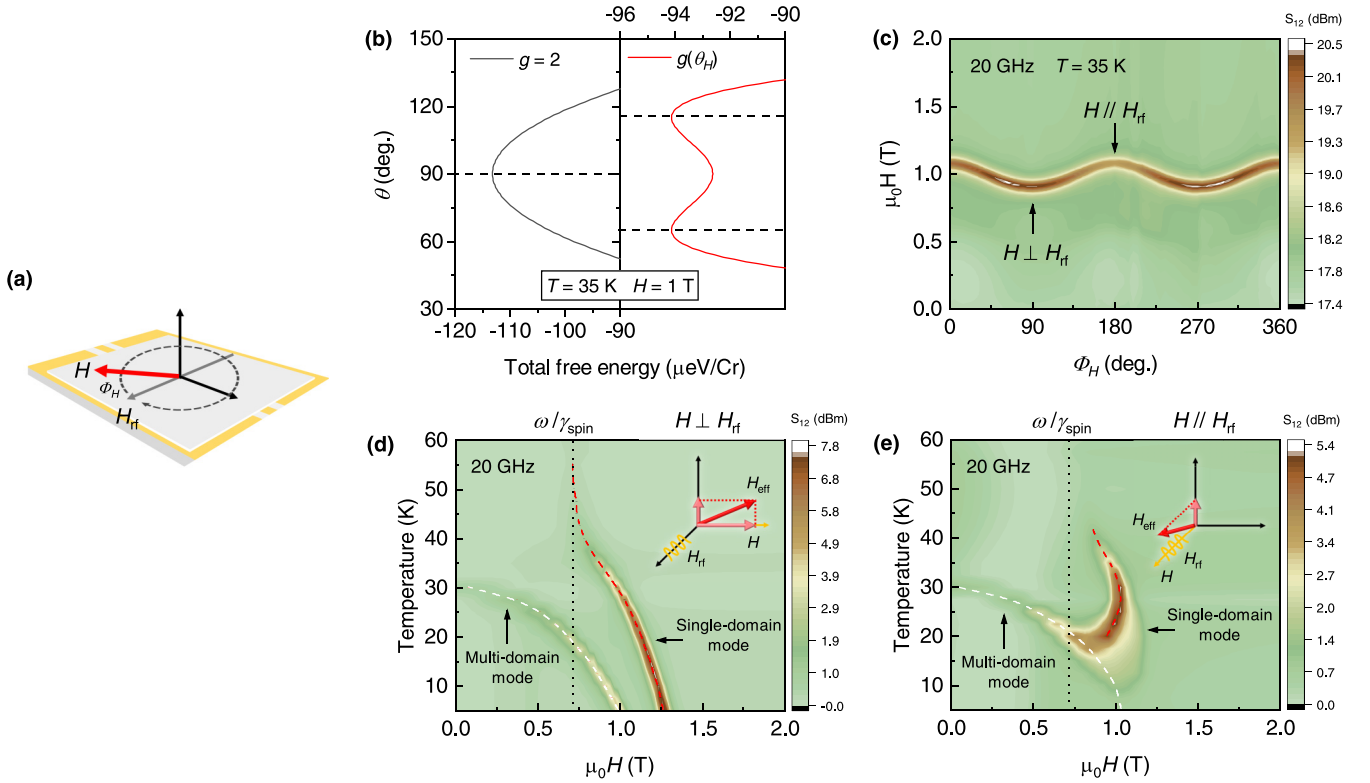 (a)
H
Φ_H
H_rf
(b)
-96 -94 -92 -90
g = 2
g(θ_H)
150
120
90
60
30
θ (deg.)
T = 35 K H = 1 T
-120 -110 -100 -90
Total free energy (μeV/Cr)
(c)
20 GHz T = 35 K
H // H_rf
H ⊥ H_rf
2.0
1.5
1.0
0.5
0.0
μ₀H (T)
0 90 180 270 360
Φ_H (deg.)
S₁₂ (dBm)
20.5
20.1
19.7
19.3
18.9
18.6
18.2
17.8
17.4
(d)
ω/γ_spin
H ⊥ H_rf
20 GHz
H_eff
H
H_rf
Single-domain
mode
Multi-domain
mode
60
50
40
30
20
10
Temperature (K)
0.0 0.5 1.0 1.5 2.0
μ₀H (T)
S₁₂ (dBm)
7.8
6.8
5.8
4.9
3.9
2.9
1.9
1.0
-0.0
(e)
ω/γ_spin
H // H_rf
20 GHz
H_eff
H_rf
H
Single-domain
mode
Multi-domain
mode
60
50
40
30
20
10
Temperature (K)
0.0 0.5 1.0 1.5 2.0
μ₀H (T)
S₁₂ (dBm)
5.4
4.7
4.1
3.4
2.7
2.0
1.4
0.7
0.0